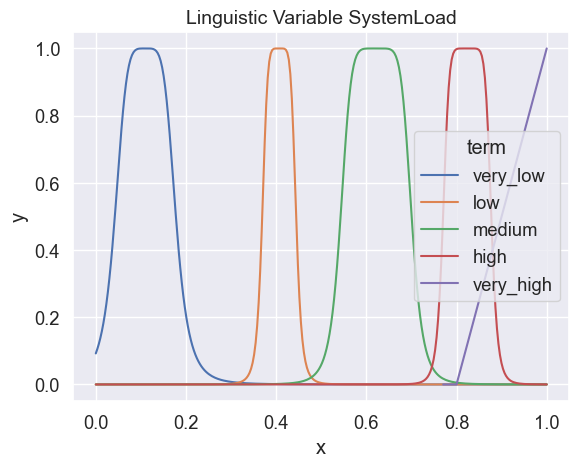 Linguistic Variable SystemLoad
1.0
0.8
0.6
0.4
0.2
0.0
y
term
very_low
low
medium
high
very_high
0.0 0.2 0.4 0.6 0.8 1.0
x